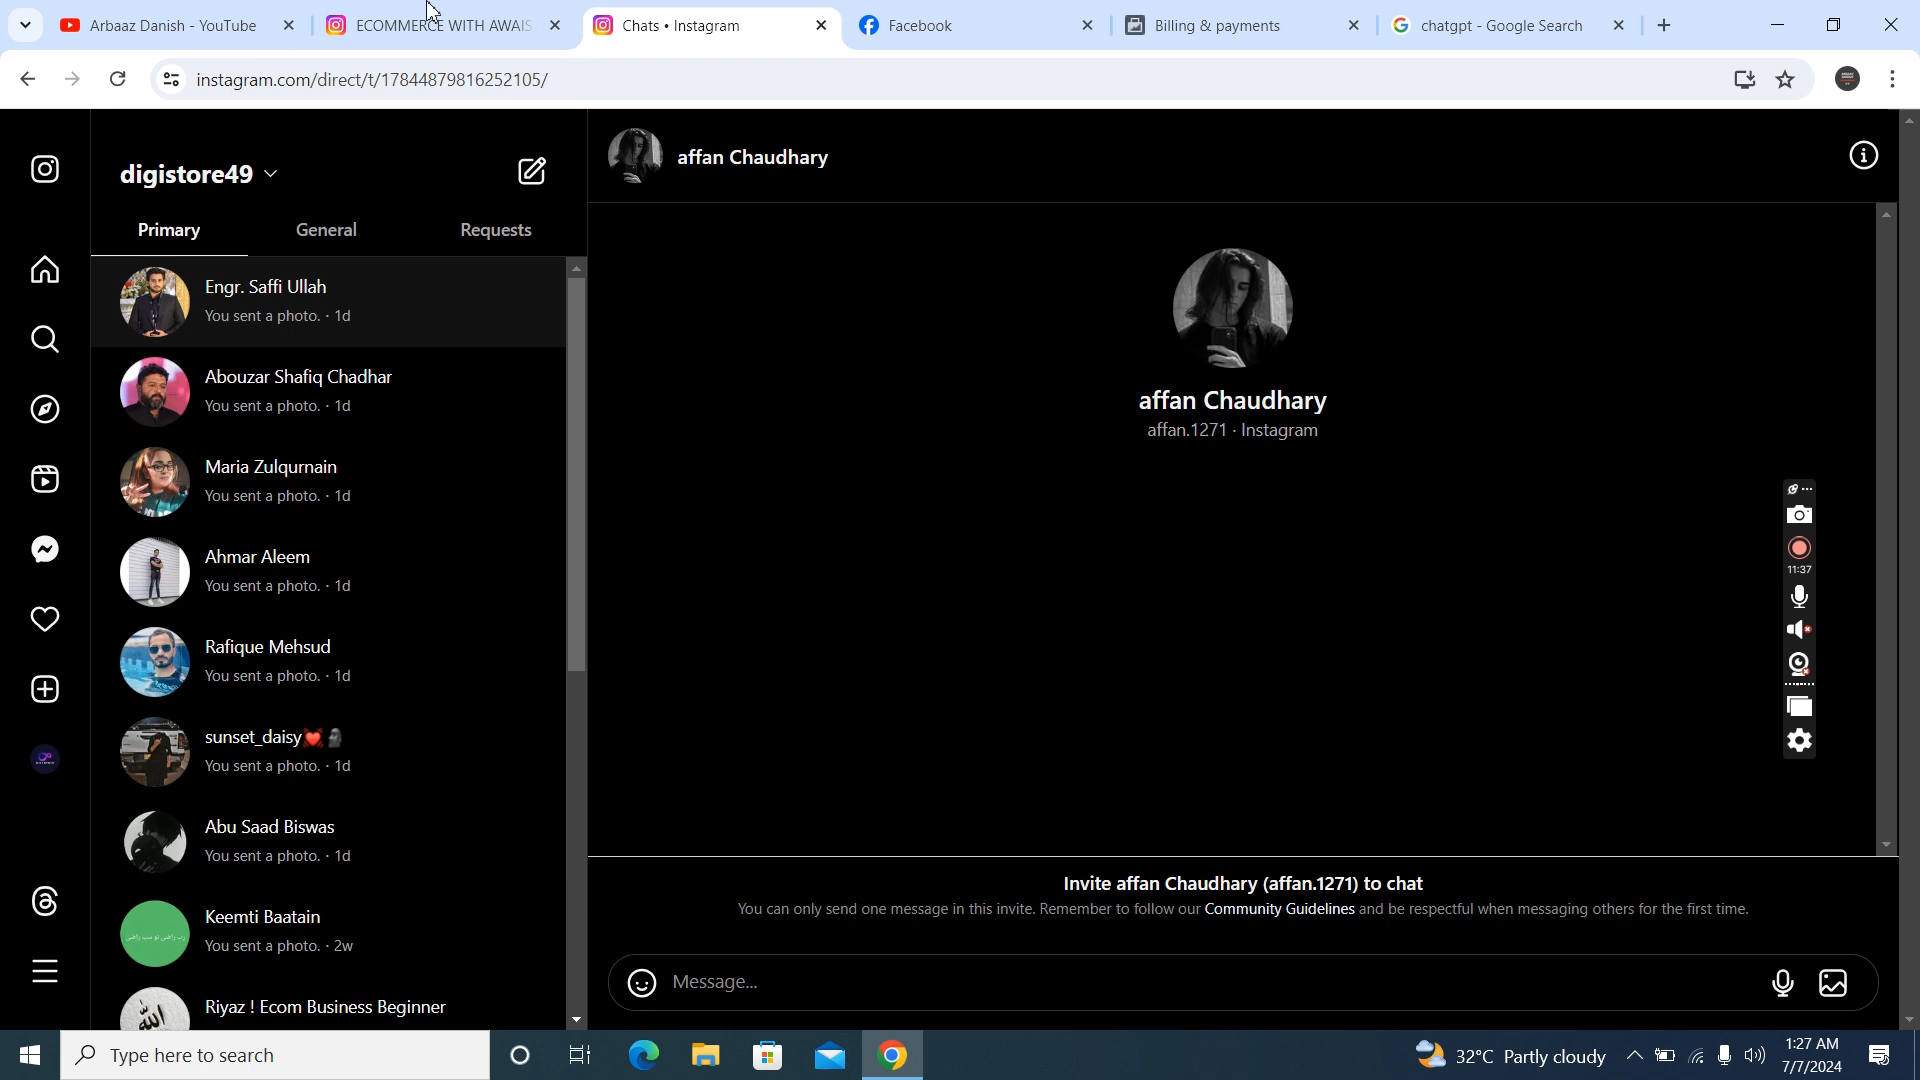 Arbaaz Danish - YouTube
ECOMMERCE WITH AWAIS
Chats • Instagram
Facebook
Billing & payments
chatgpt - Google Search
instagram.com/direct/t/17844879816252105/
digistore49
Primary
General
Requests
Engr. Saffi Ullah
You sent a photo. · 1d
Abouzar Shafiq Chadhar
You sent a photo. · 1d
Maria Zulqurnain
You sent a photo. · 1d
Ahmar Aleem
You sent a photo. · 1d
Rafique Mehsud
You sent a photo. · 1d
sunset_daisy
You sent a photo. · 1d
Abu Saad Biswas
You sent a photo. · 1d
Keemti Baatain
You sent a photo. · 2w
Riyaz ! Ecom Business Beginner
الله
affan Chaudhary
affan Chaudhary
affan.1271 · Instagram
11:37
Invite affan Chaudhary (affan.1271) to chat
You can only send one message in this invite. Remember to follow our Community Guidelines and be respectful when messaging others for the first time.
Message...
Type here to search
32°C Partly cloudy
1:27 AM
7/7/2024